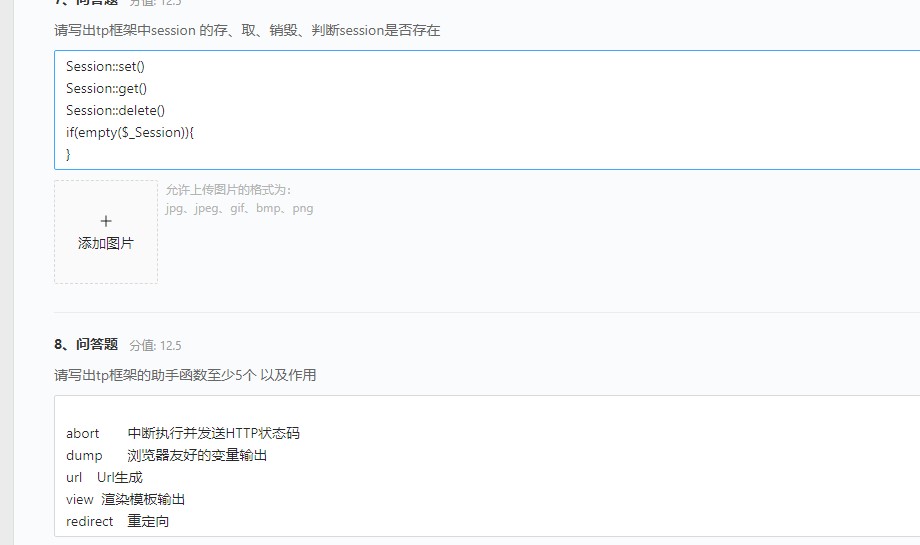 7、问答题 分值: 12.5
请写出tp框架中session 的存、取、销毁、判断session是否存在
Session::set()
Session::get()
Session::delete()
if(empty($_Session)){
}
允许上传图片的格式为:
jpg、jpeg、gif、bmp、png
+
添加图片
8、问答题 分值: 12.5
请写出tp框架的助手函数至少5个 以及作用
abort 中断执行并发送HTTP状态码
dump 浏览器友好的变量输出
url Url生成
view 渲染模板输出
redirect 重定向